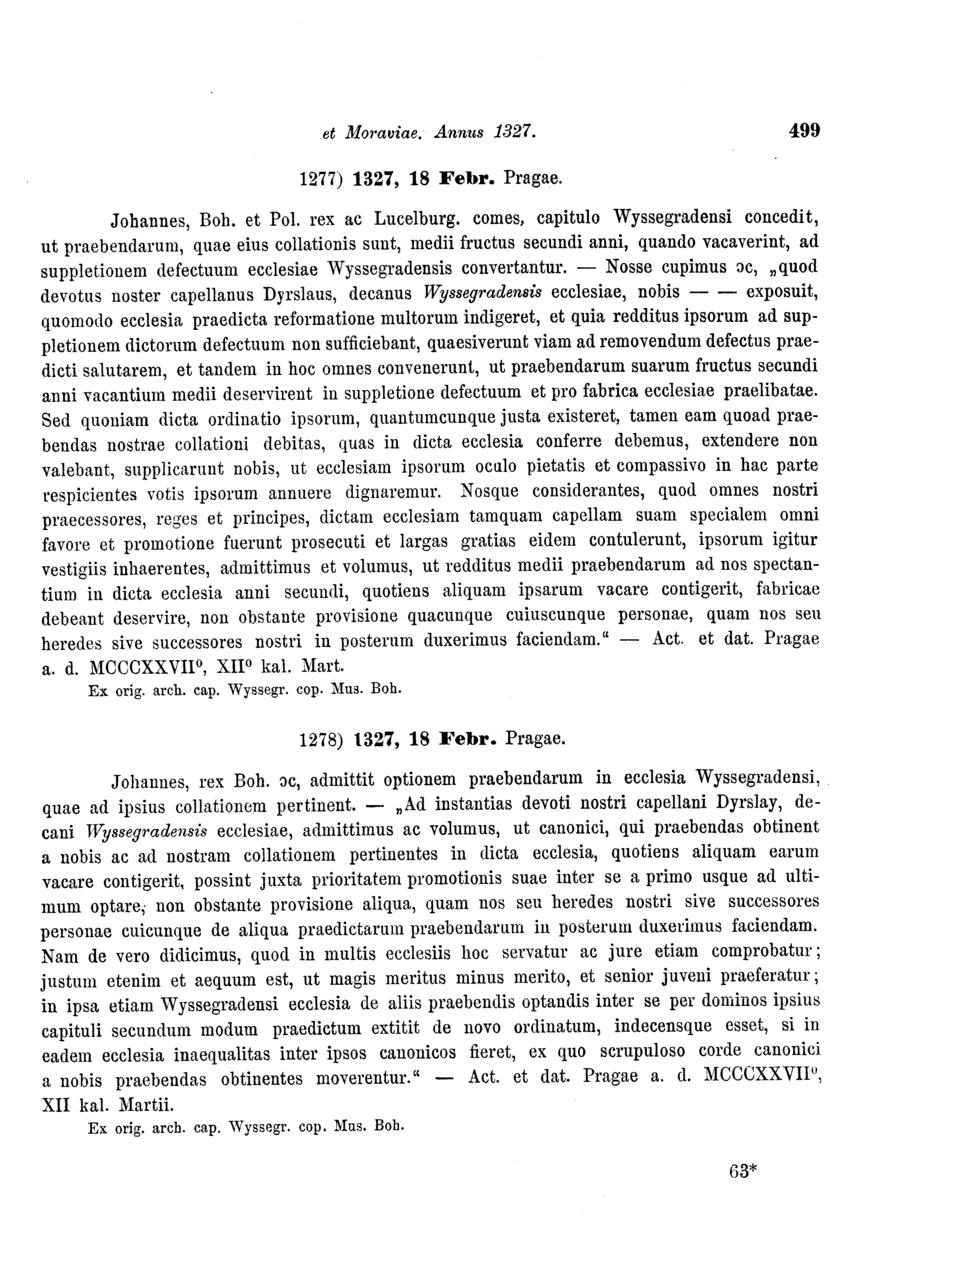 et Moraviae. Annus 1327. 499
1277) 1327, 18 Febr. Pragae.
Johannes, Boh. et Pol. rex ac Lucelburg. comes, capitulo Wyssegradensi concedit,
ut praebendarum, quae eius collationis sunt, medii fructus secundi anni, quando vacaverint, ad
suppletionem defectuum ecclesiae Wyssegradensis convertantur. — Nosse cupimus ɔc, „quod
devotus noster capellanus Dyrslaus, decanus Wyssegradensis ecclesiae, nobis — — exposuit,
quomodo ecclesia praedicta reformatione multorum indigeret, et quia redditus ipsorum ad sup-
pletionem dictorum defectuum non sufficiebant, quaesiverunt viam ad removendum defectus prae-
dicti salutarem, et tandem in hoc omnes convenerunt, ut praebendarum suarum fructus secundi
anni vacantium medii deservirent in suppletione defectuum et pro fabrica ecclesiae praelibatae.
Sed quoniam dicta ordinatio ipsorum, quantumcunque justa existeret, tamen eam quoad prae-
bendas nostrae collationi debitas, quas in dicta ecclesia conferre debemus, extendere non
valebant, supplicarunt nobis, ut ecclesiam ipsorum oculo pietatis et compassivo in hac parte
respicientes votis ipsorum annuere dignaremur. Nosque considerantes, quod omnes nostri
praecessores, reges et principes, dictam ecclesiam tamquam capellam suam specialem omni
favore et promotione fuerunt prosecuti et largas gratias eidem contulerunt, ipsorum igitur
vestigiis inhaerentes, admittimus et volumus, ut redditus medii praebendarum ad nos spectan-
tium in dicta ecclesia anni secundi, quotiens aliquam ipsarum vacare contigerit, fabricae
debeant deservire, non obstante provisione quacunque cuiuscunque personae, quam nos seu
heredes sive successores nostri in posterum duxerimus faciendam.“ — Act. et dat. Pragae
a. d. MCCCXXVIIº, XIIº kal. Mart.
Ex orig. arch. cap. Wyssegr. cop. Mus. Boh.
1278) 1327, 18 Febr. Pragae.
Johannes, rex Boh. ɔc, admittit optionem praebendarum in ecclesia Wyssegradensi,
quae ad ipsius collationem pertinent. — „Ad instantias devoti nostri capellani Dyrslay, de-
cani Wyssegradensis ecclesiae, admittimus ac volumus, ut canonici, qui praebendas obtinent
a nobis ac ad nostram collationem pertinentes in dicta ecclesia, quotiens aliquam earum
vacare contigerit, possint juxta prioritatem promotionis suae inter se a primo usque ad ulti-
mum optare, non obstante provisione aliqua, quam nos seu heredes nostri sive successores
personae cuicunque de aliqua praedictarum praebendarum in posterum duxerimus faciendam.
Nam de vero didicimus, quod in multis ecclesiis hoc servatur ac jure etiam comprobatur;
justum etenim et aequum est, ut magis meritus minus merito, et senior juveni praeferatur;
in ipsa etiam Wyssegradensi ecclesia de aliis praebendis optandis inter se per dominos ipsius
capituli secundum modum praedictum extitit de novo ordinatum, indecensque esset, si in
eadem ecclesia inaequalitas inter ipsos canonicos fieret, ex quo scrupuloso corde canonici
a nobis praebendas obtinentes moverentur.“ — Act. et dat. Pragae a. d. MCCCXXVIIº,
XII kal. Martii.
Ex orig. arch. cap. Wyssegr. cop. Mus. Boh.
63*